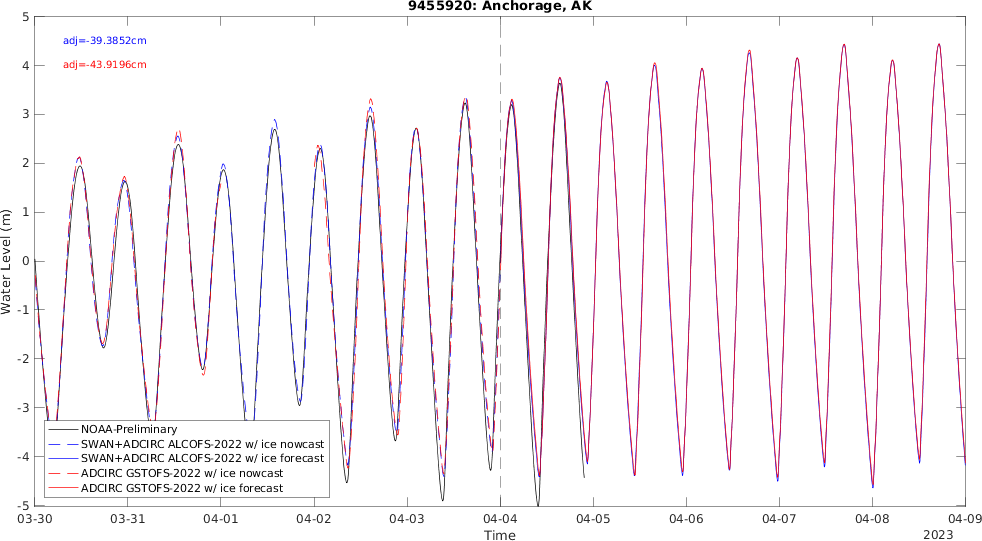 9455920: Anchorage, AK
adj=-39.3852cm
adj=-43.9196cm
5
4
3
2
1
0
-1
-2
-3
-4
-5
Water Level (m)
NOAA-Preliminary
SWAN+ADCIRC ALCOFS-2022 w/ ice nowcast
SWAN+ADCIRC ALCOFS-2022 w/ ice forecast
ADCIRC GSTOFS-2022 w/ ice nowcast
ADCIRC GSTOFS-2022 w/ ice forecast
03-30 03-31 04-01 04-02 04-03 04-04 04-05 04-06 04-07 04-08 04-09
Time
2023